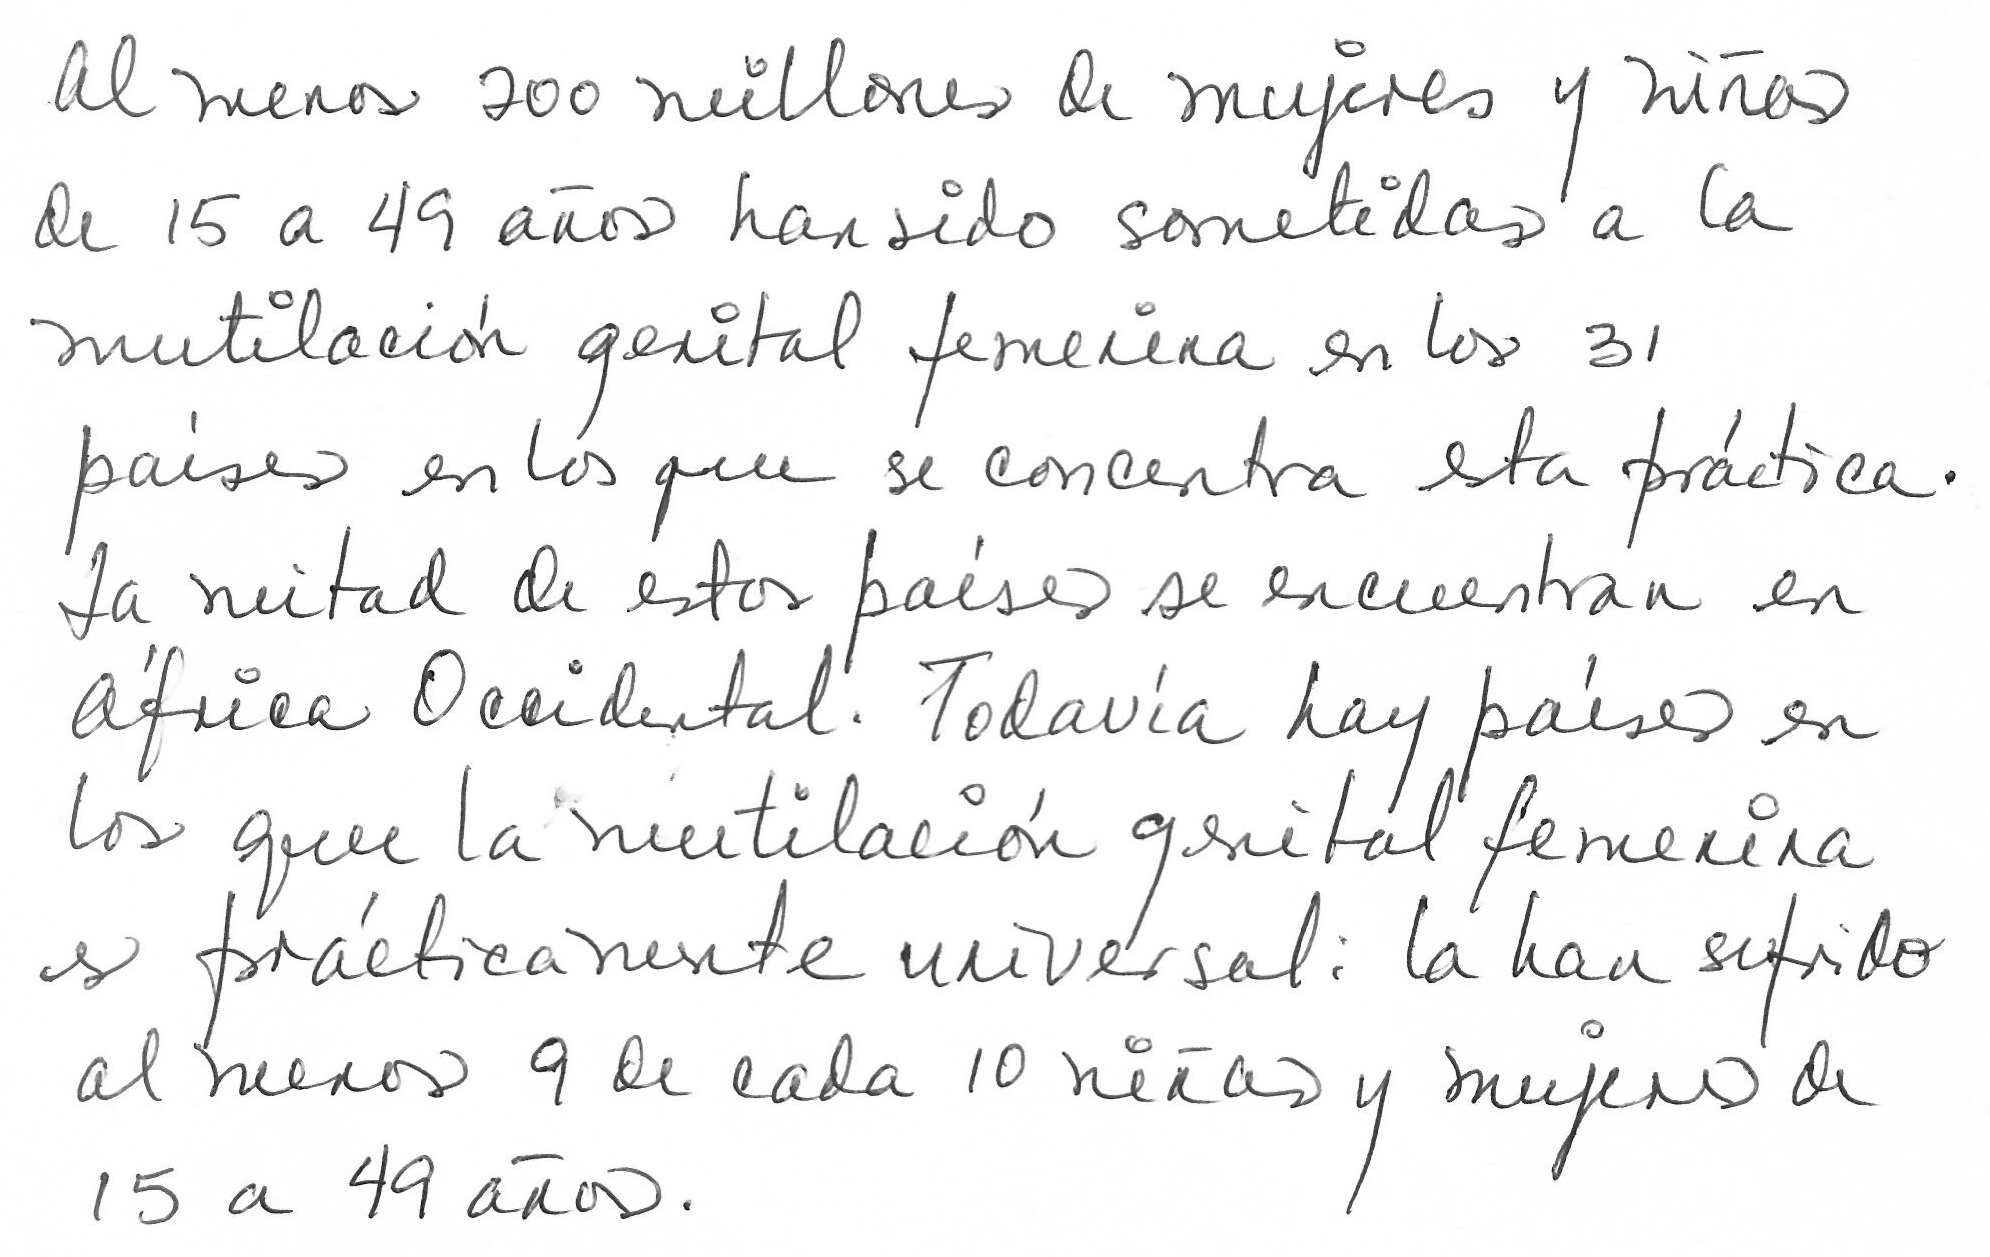 Al menos 200 millones de mujeres y niñas
de 15 a 49 años han sido sometidas a la
mutilación genital femenina en los 31
países en los que se concentra esta práctica.
La mitad de estos países se encuentran en
África Occidental. Todavía hay países en
los que la mutilación genital femenina
es prácticamente universal: la han sufrido
al menos 9 de cada 10 niñas y mujeres de
15 a 49 años.